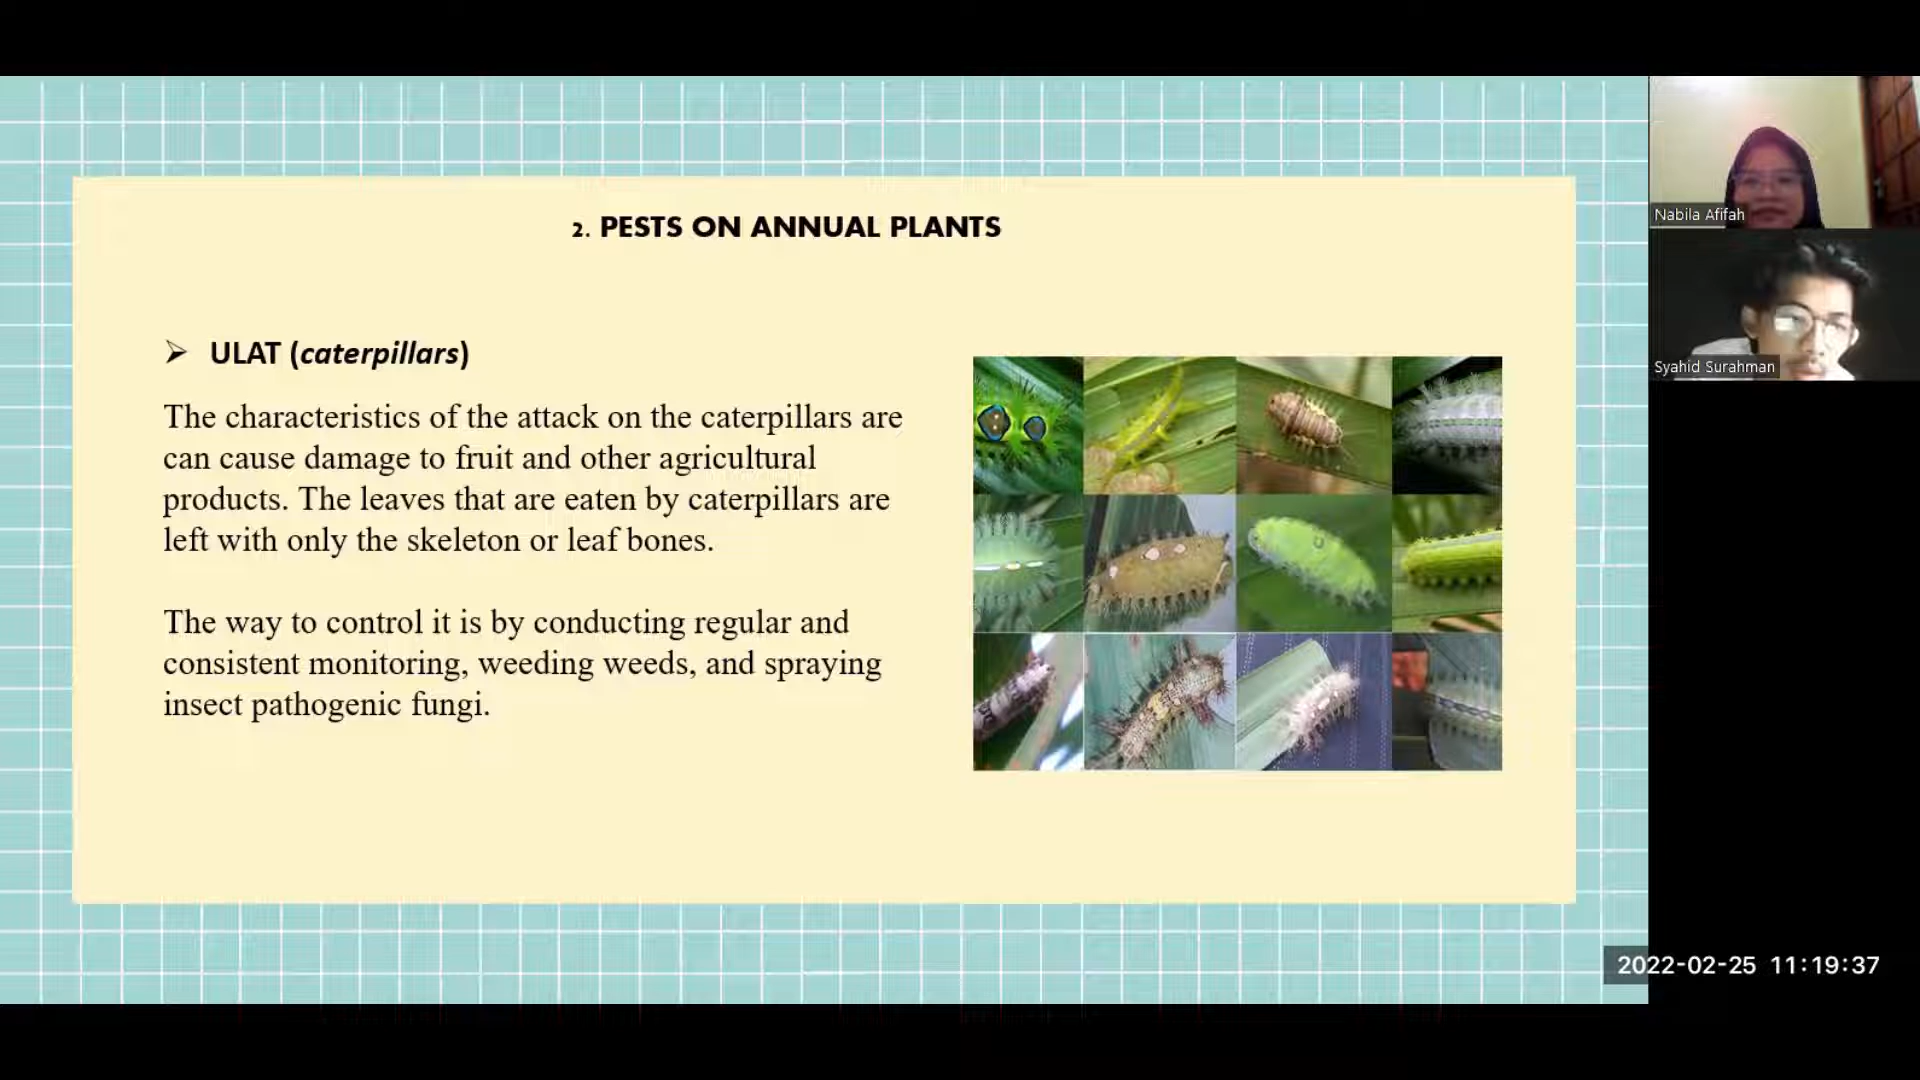 2. PESTS ON ANNUAL PLANTS
➢ ULAT (caterpillars)
The characteristics of the attack on the caterpillars are
can cause damage to fruit and other agricultural
products. The leaves that are eaten by caterpillars are
left with only the skeleton or leaf bones.
The way to control it is by conducting regular and
consistent monitoring, weeding weeds, and spraying
insect pathogenic fungi.
Nabila Afifah
Syahid Surahman
2022-02-25 11:19:37